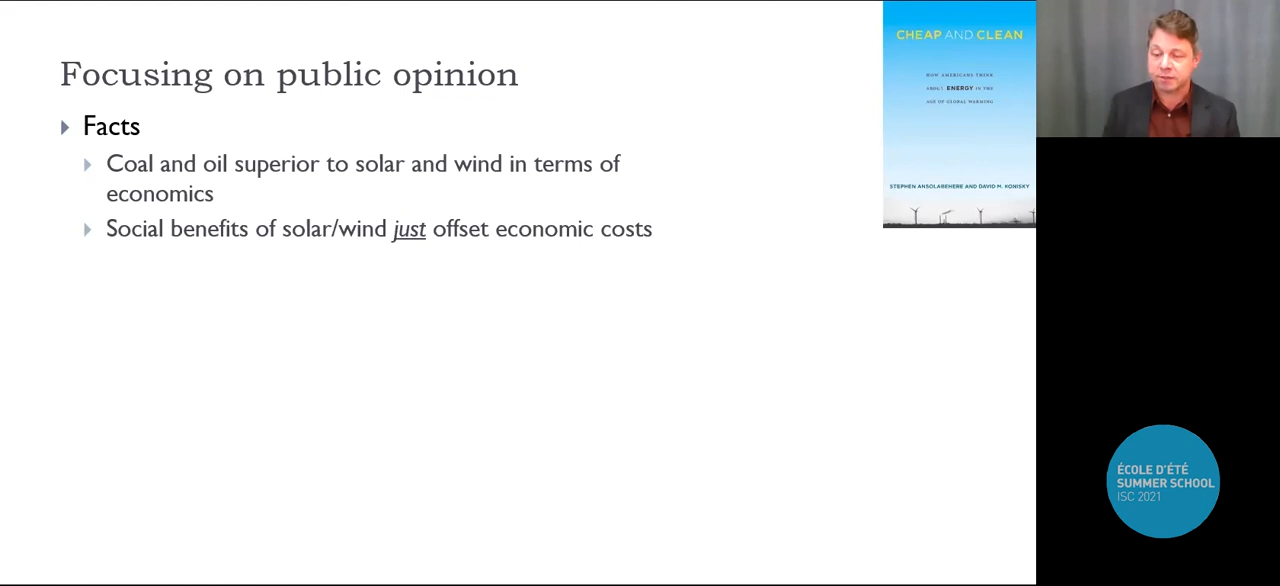 Focusing on public opinion
Facts
Coal and oil superior to solar and wind in terms of
economics
Social benefits of solar/wind just offset economic costs
CHEAP AND CLEAN
HOW AMERICANS THINK
ABOUT ENERGY IN THE
AGE OF GLOBAL WARMING
STEPHEN ANSOLABEHERE AND DAVID M. KONISKY
ÉCOLE D'ÉTÉ
SUMMER SCHOOL
ISC 2021